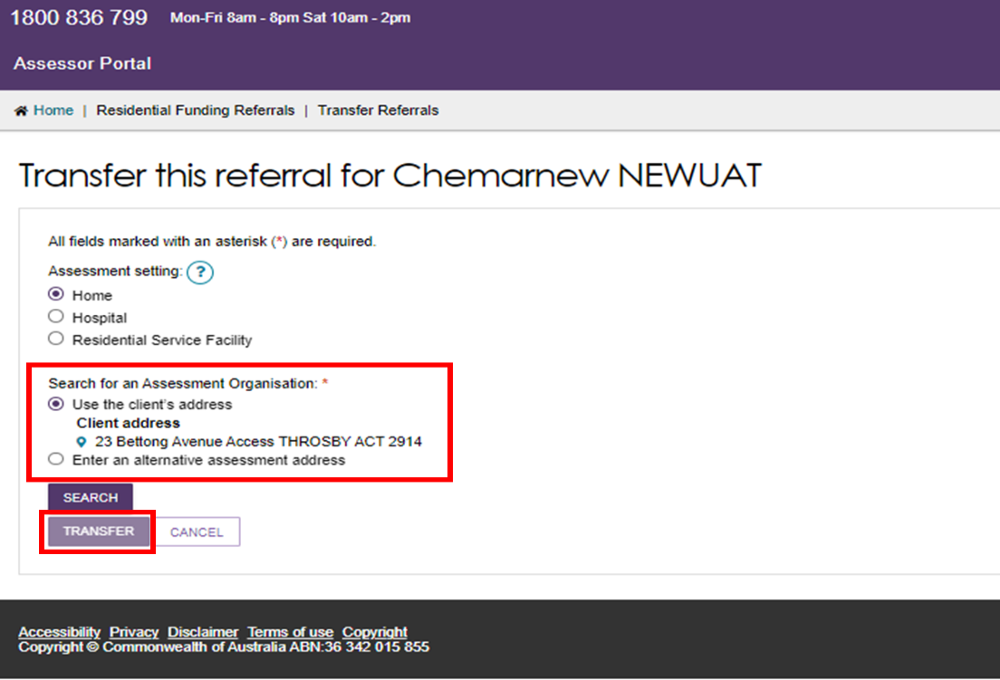 1800 836 799 Mon-Fri 8am - 8pm Sat 10am - 2pm
Assessor Portal
Home | Residential Funding Referrals | Transfer Referrals
Transfer this referral for Chemarnew NEWUAT
All fields marked with an asterisk (*) are required.
Assessment setting: ?
Home
Hospital
Residential Service Facility
Search for an Assessment Organisation: *
Use the client's address
Client address
23 Bettong Avenue Access THROSBY ACT 2914
Enter an alternative assessment address
SEARCH
TRANSFER CANCEL
Accessibility Privacy Disclaimer Terms of use Copyright
Copyright © Commonwealth of Australia ABN:36 342 015 855